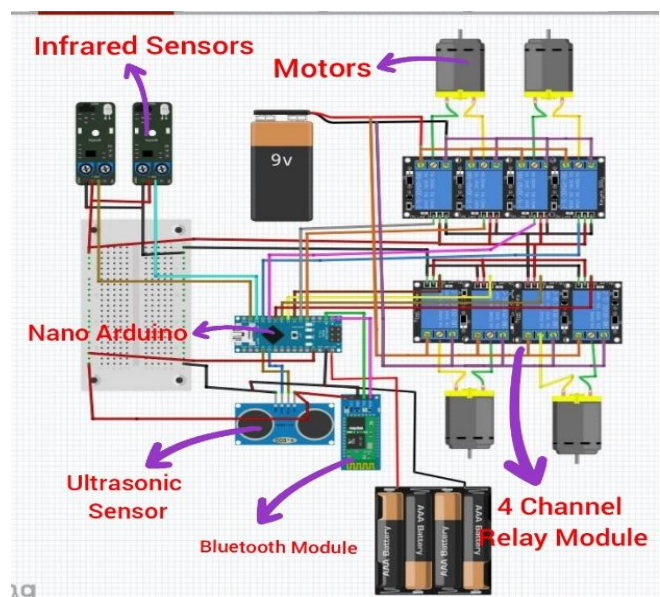 Infrared Sensors
Motors
9v
Nano Arduino
Ultrasonic
Sensor
Bluetooth Module
4 Channel
Relay Module
AAA Battery
AAA Battery
AAA Battery
AAA Battery